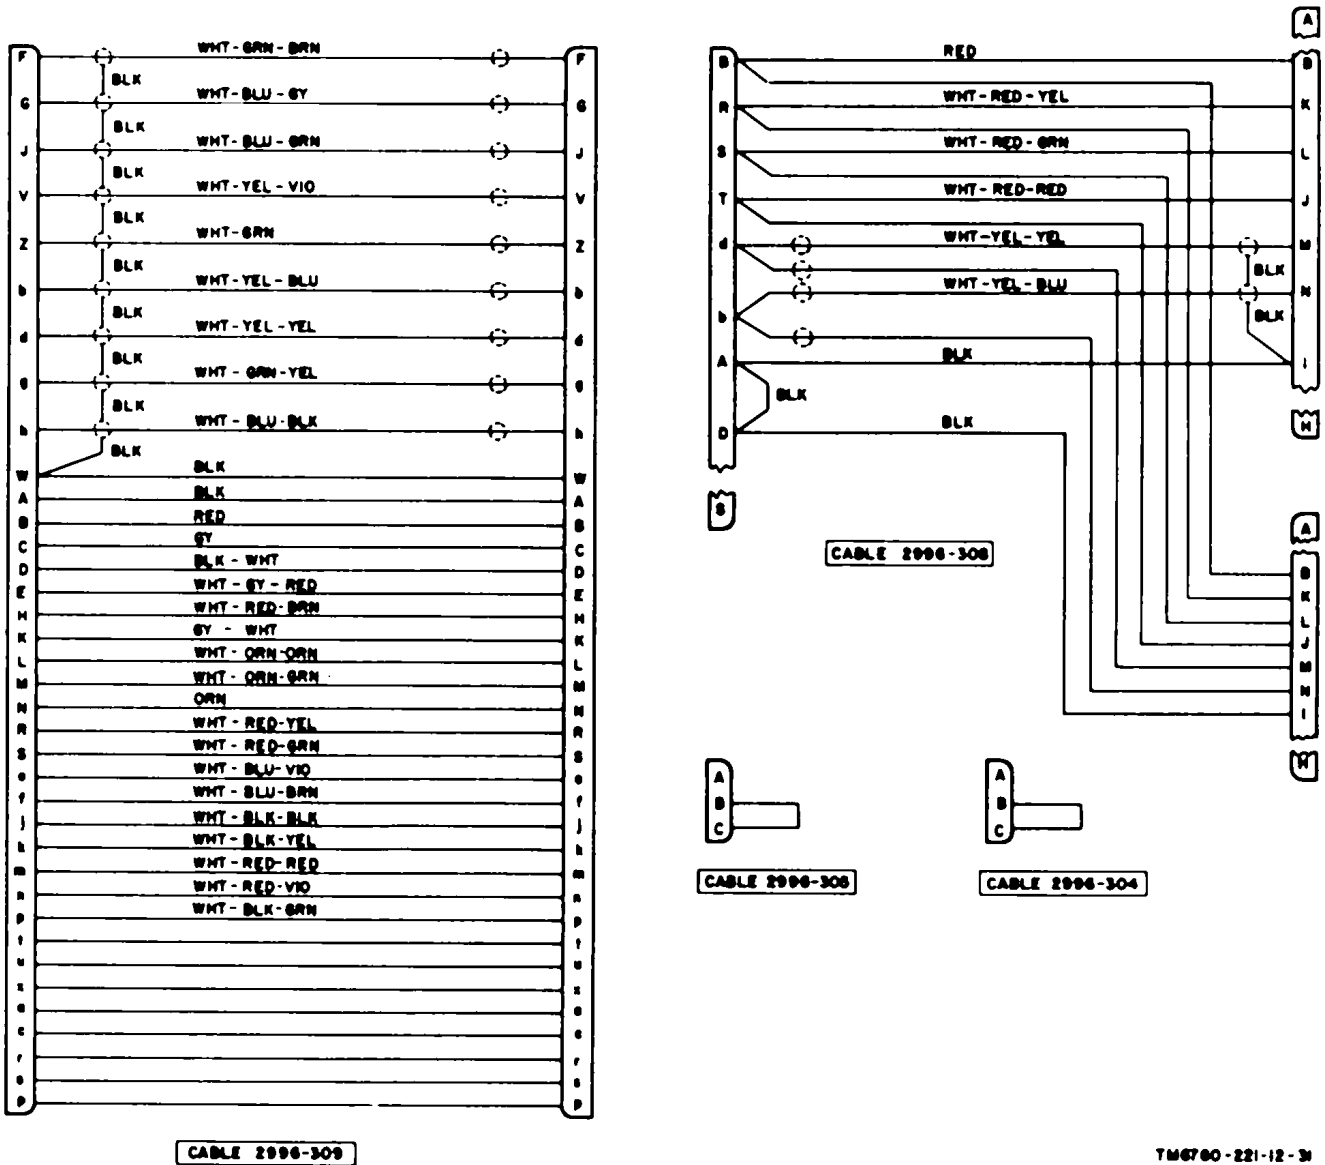 F WHT-GRN-BRN F
BLK
G WHT-BLU-GY G
BLK
J WHT-BLU-GRN J
BLK
V WHT-YEL-VIO V
BLK
Z WHT-GRN Z
BLK
b WHT-YEL-BLU b
BLK
d WHT-YEL-YEL d
BLK
g WHT-GRN-YEL g
BLK
h WHT-BLU-BLK h
BLK
W BLK W
A BLK A
B RED B
C GY C
D BLK-WHT D
E WHT-GY-RED E
H WHT-RED-BRN H
K GY-WHT K
L WHT-ORN-ORN L
M WHT-ORN-GRN M
N ORN N
R WHT-RED-YEL R
S WHT-RED-GRN S
e WHT-BLU-VIO e
f WHT-BLU-BRN f
j WHT-BLK-BLK j
k WHT-BLK-YEL k
m WHT-RED-RED m
n WHT-RED-VIO n
p WHT-BLK-GRN p
t t
u u
x x
a a
c c
r r
s s
P P
CABLE 2996-309
A
B RED B
R WHT-RED-YEL K
S WHT-RED-GRN L
T WHT-RED-RED J
d WHT-YEL-YEL M
BLK
WHT-YEL-BLU N
b BLK
A BLK I
BLK
D BLK
H
S
CABLE 2996-308
A
B
K
L
J
M
N
I
H
A
B
C
CABLE 2996-305
A
B
C
CABLE 2996-304
TM6780-221-12-31